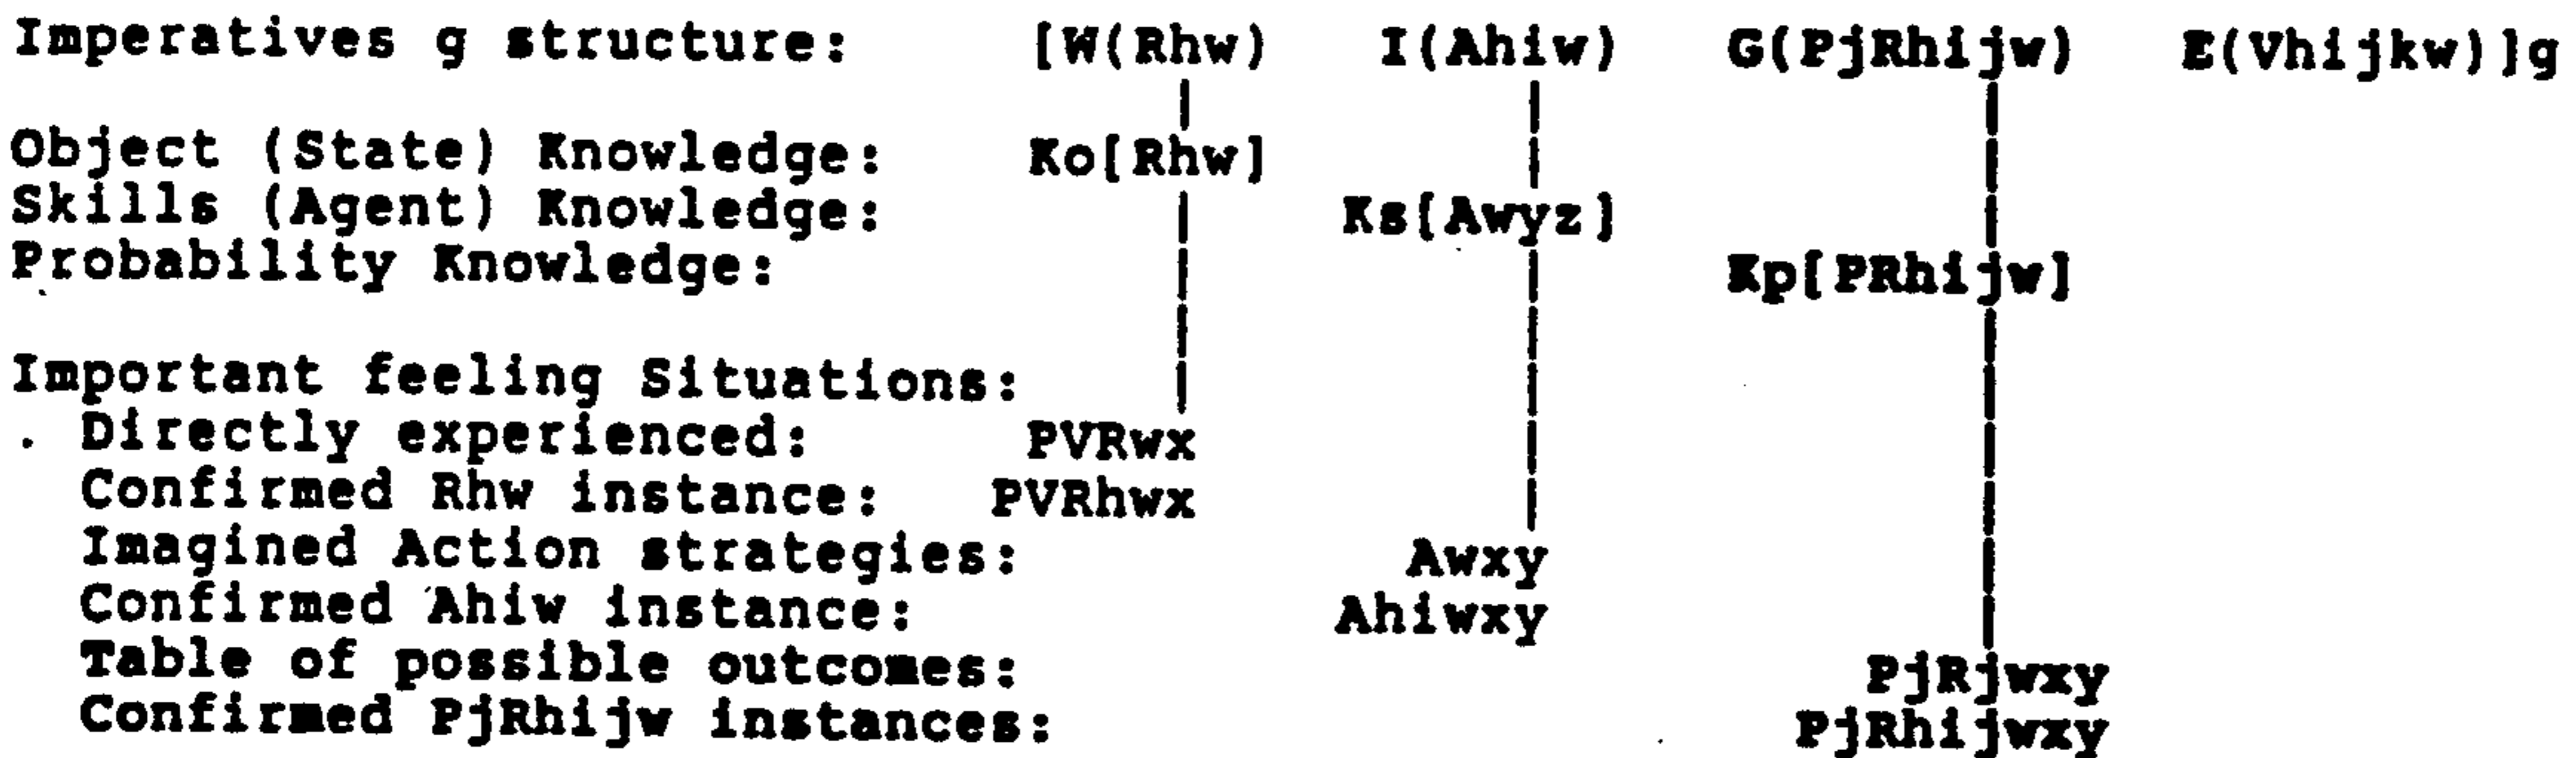 Imperatives g structure: [W(Rhw) I(Ahiw) G(PjRhijw) E(Vhijkw)]g
Object (State) Knowledge: Ko[Rhw]
Skills (Agent) Knowledge: Ks[Awyz]
Probability Knowledge: Kp[PRhijw]
Important feeling Situations:
Directly experienced: PVRwx
Confirmed Rhw instance: PVRhwx
Imagined Action strategies: Awxy
Confirmed Ahiw instance: Ahiwxy
Table of possible outcomes: PjRjwxy
Confirmed PjRhijw instances: PjRhijwxy